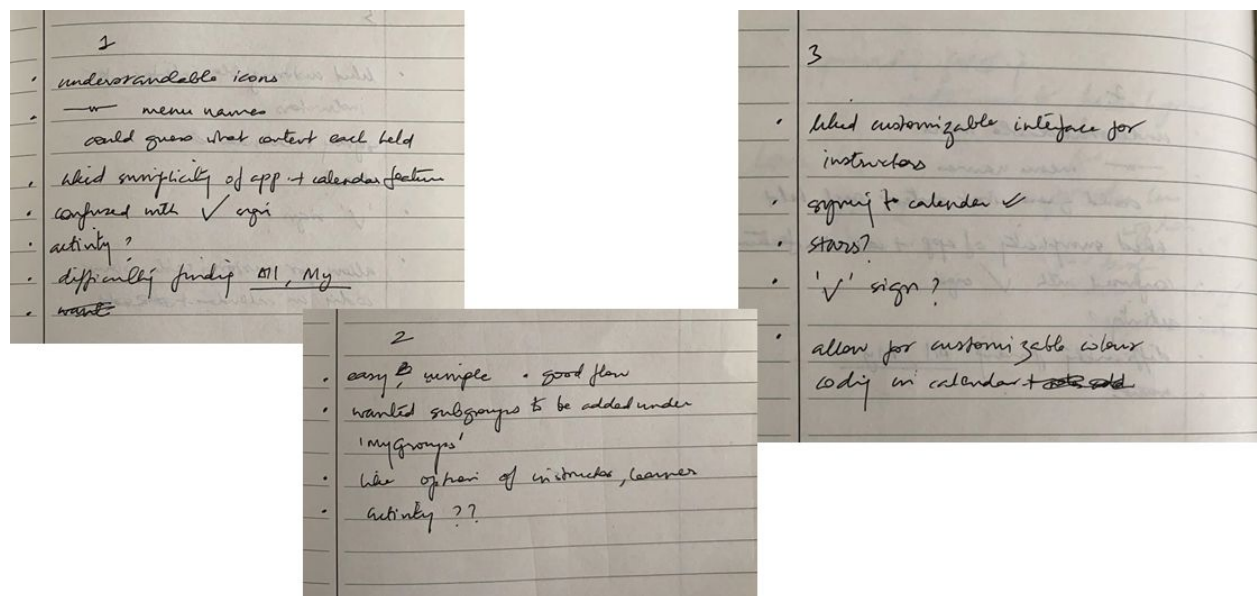 1
• understandable icons
• —"— menu names
could guess what content each held
• liked simplicity of app + calendar feature
• confused with ✓ sign
• activity?
• difficulty finding All, My
• want
2
• easy, simple • good flow
• wanted subgroups to be added under
'My Groups'
• like option of instructor, learner
• activity ??
3
• liked customizable interface for
instructors
• syncing to calendar ✓
• stars?
• '✓' sign?
• allow for customizable colour
coding in calendar +